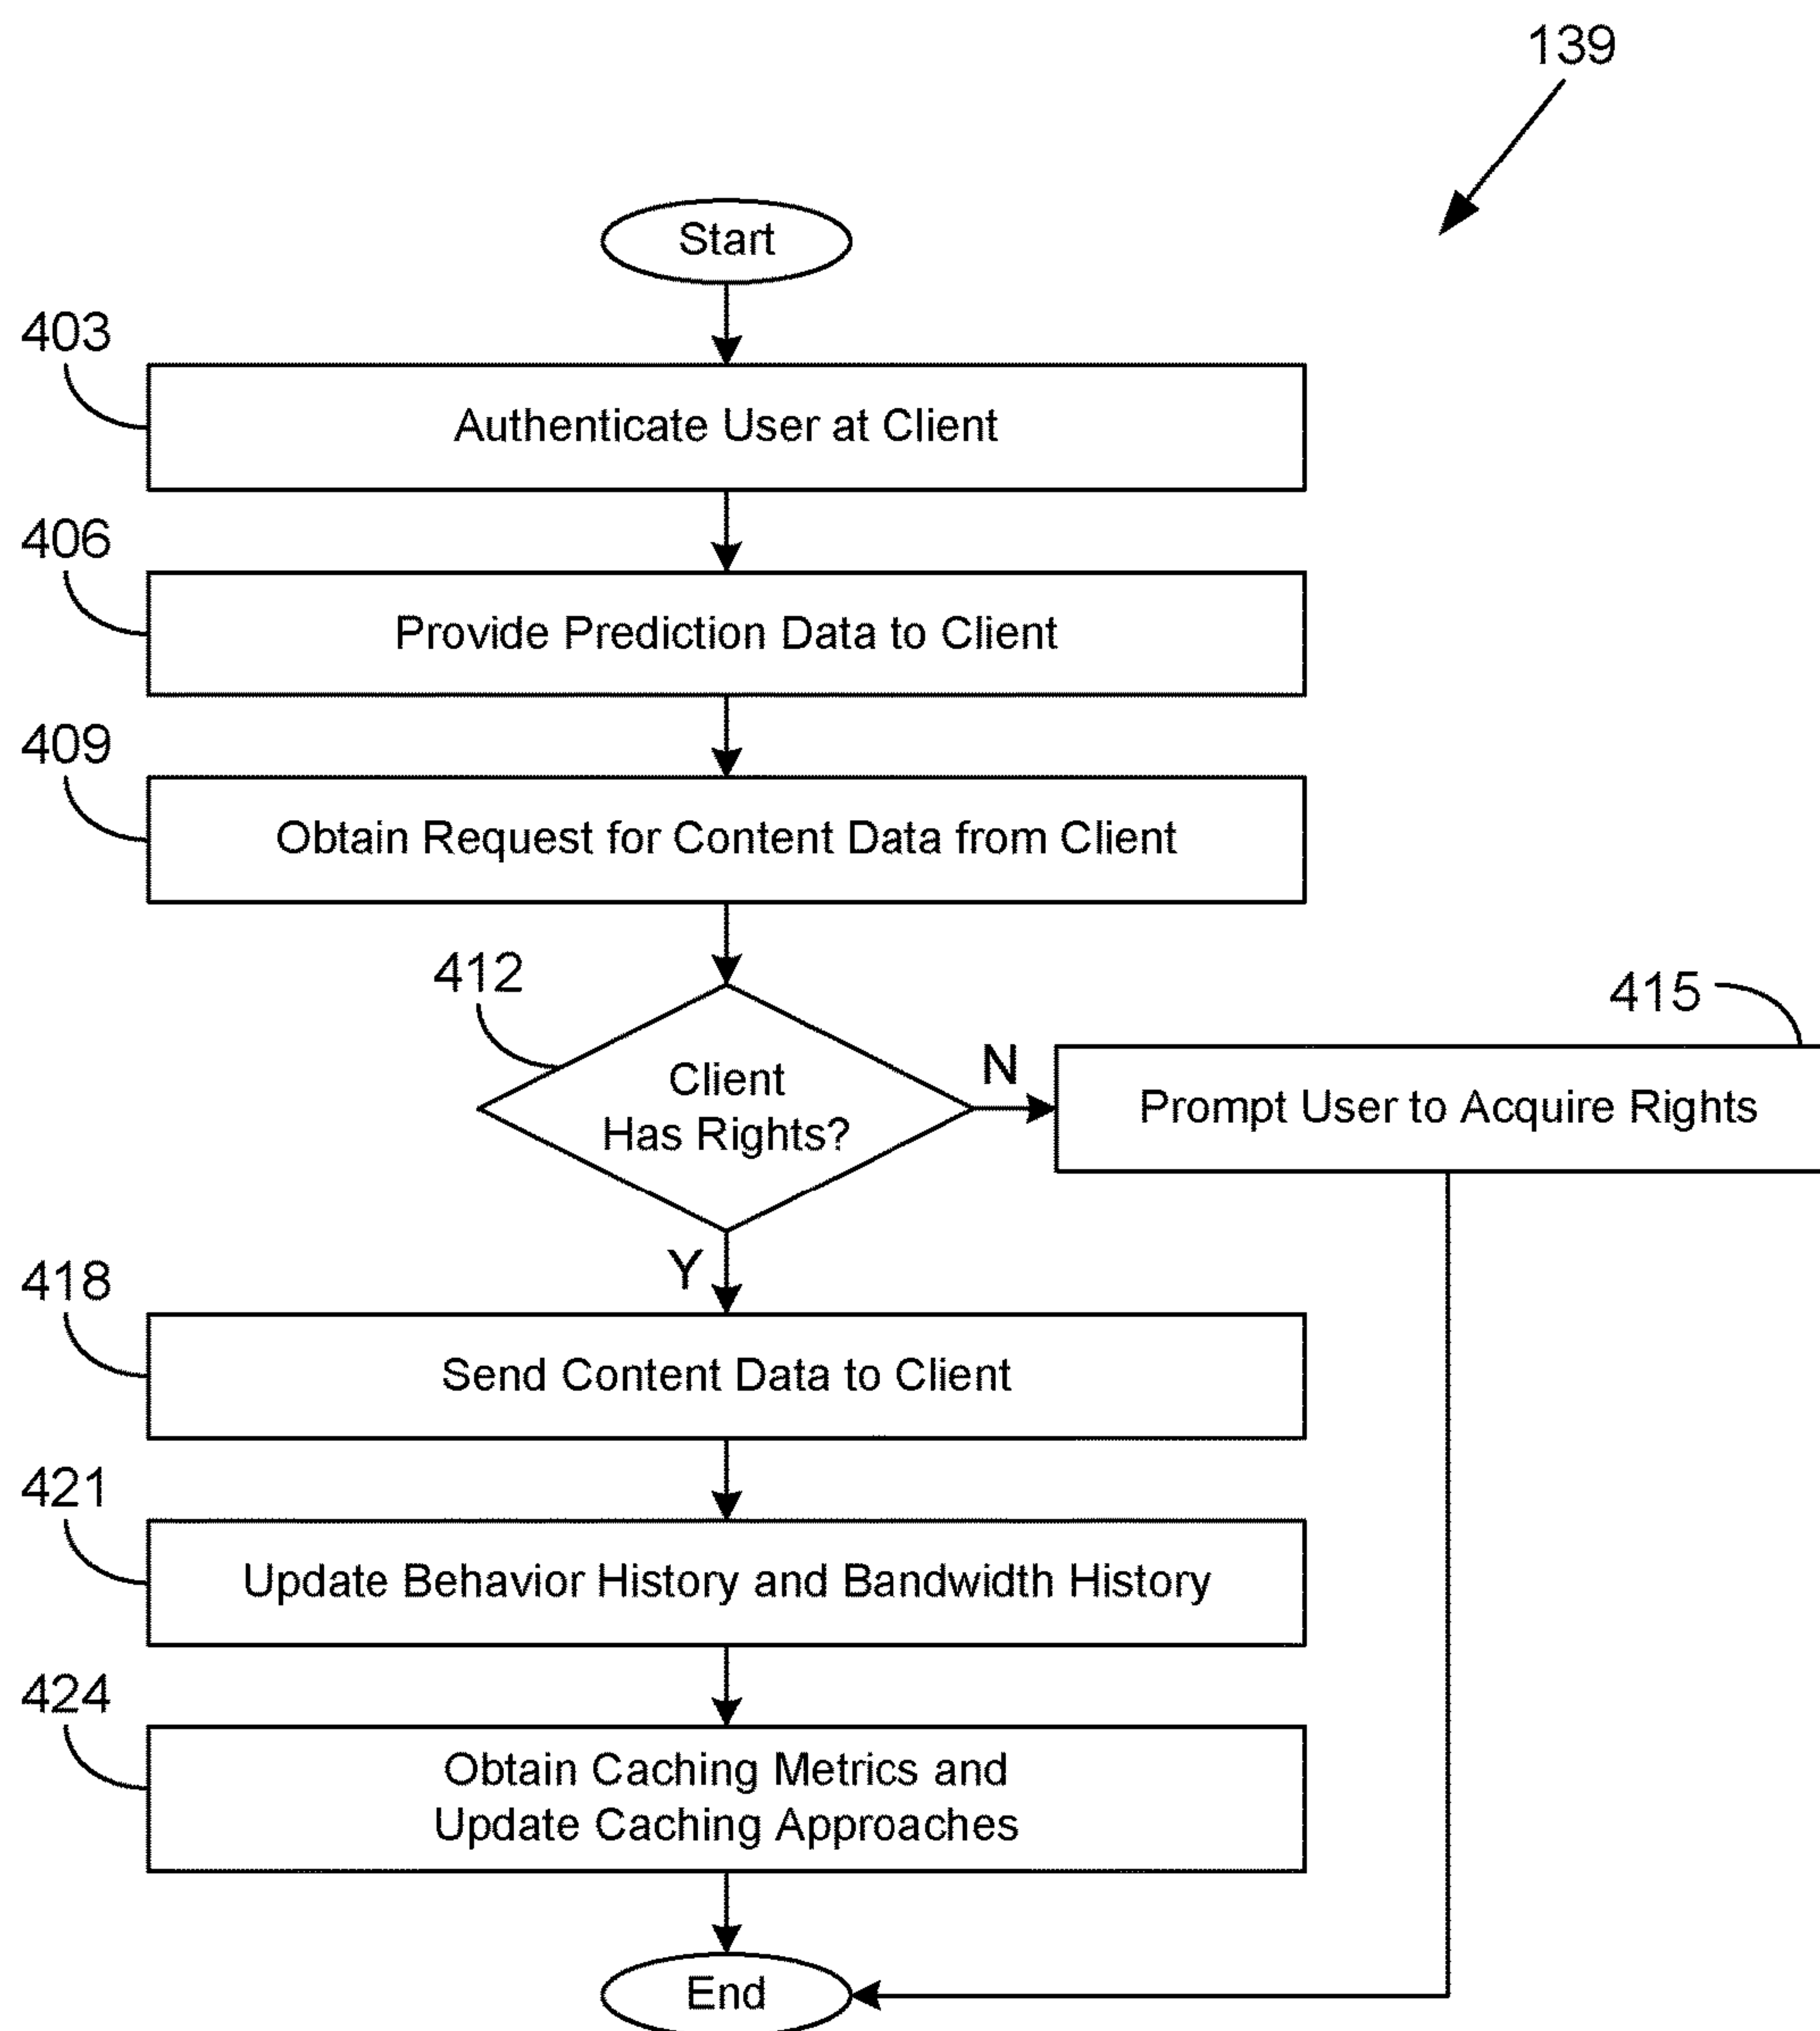 139
Start
403
Authenticate User at Client
406
Provide Prediction Data to Client
409
Obtain Request for Content Data from Client
412
Client
Has Rights?
N
415
Prompt User to Acquire Rights
Y
418
Send Content Data to Client
421
Update Behavior History and Bandwidth History
424
Obtain Caching Metrics and
Update Caching Approaches
End